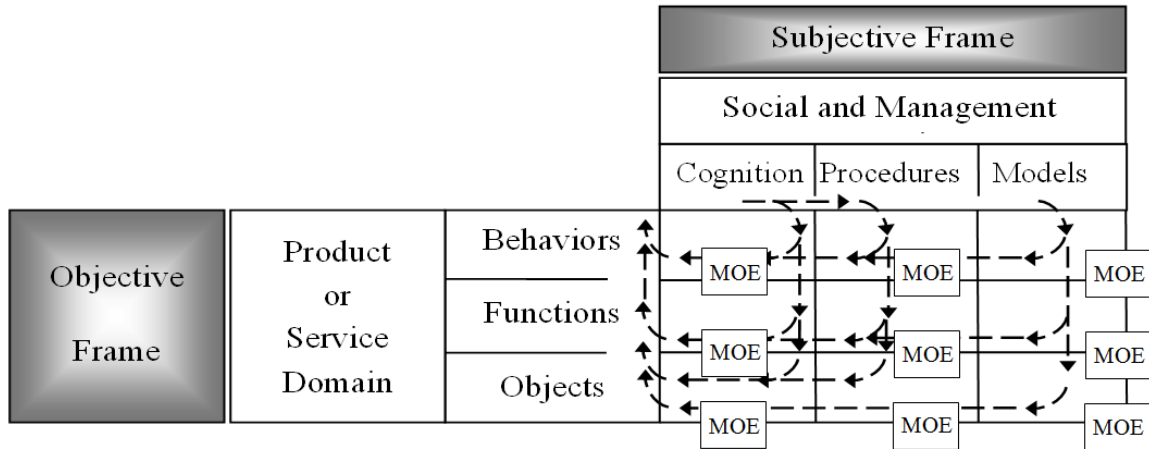 Subjective Frame
Social and Management
Cognition Procedures Models
Objective
Frame
Product
or
Service
Domain
Behaviors
Functions
Objects
MOE MOE MOE
MOE MOE MOE
MOE MOE MOE